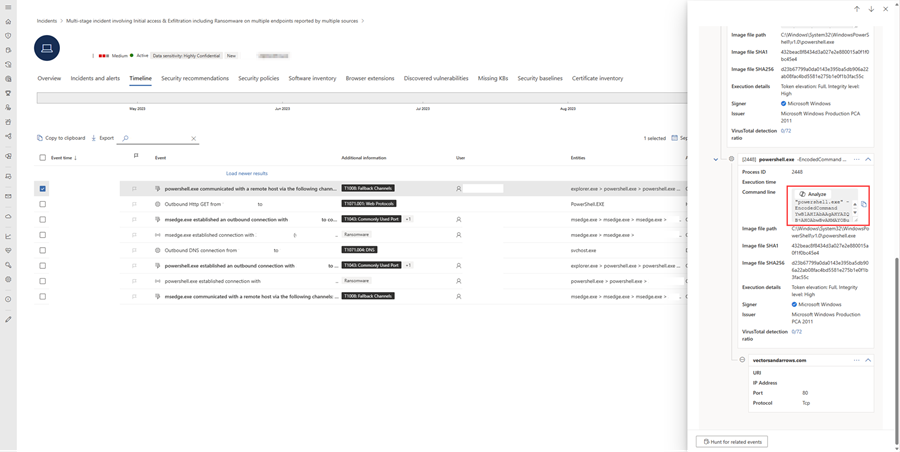 Incidents > Multi-stage incident involving Initial access & Exfiltration including Ransomware on multiple endpoints reported by multiple sources >
Medium Active Data sensitivity: Highly Confidential New
Overview Incidents and alerts Timeline Security recommendations Security policies Software inventory Browser extensions Discovered vulnerabilities Missing KBs Security baselines Certificate inventory
May 2023 Jun 2023 Jul 2023 Aug 2023
Copy to clipboard Export 1 selected Sep
Event time ↓ Event Additional information User Entities A
Load newer results
powershell.exe communicated with a remote host via the following chann... T1008: Fallback Channels explorer.exe > powershell.exe > powershell.exe
Outbound Http GET from to T1071.001: Web Protocols PowerShell.EXE
msedge.exe established an outbound connection with to co... T1043: Commonly Used Port +1 msedge.exe > msedge.exe >
msedge.exe established connection with Ransomware msedge.exe > msedge.exe >
Outbound DNS connection from to T1071.004: DNS svchost.exe
powershell.exe established an outbound connection with T1043: Commonly Used Port +1 explorer.exe > powershell.exe > powershell.exe
powershell.exe established connection with Ransomware explorer.exe > powershell.exe > powershell.exe >
msedge.exe communicated with a remote host via the following channels: ... T1008: Fallback Channels msedge.exe > msedge.exe >
Image file path C:\Windows\System32\WindowsPowerS
hell\v1.0\powershell.exe
Image file SHA1
Image file SHA256
Execution details Token elevation: Full, Integrity level:
High
Signer Microsoft Windows
Issuer Microsoft Windows Production PCA
2011
VirusTotal detection
ratio
0/72
[2448] powershell.exe -EncodedCommand ...
Process ID 2448
Execution time
Command line
Analyze
"powershell.exe" -
EncodedCommand
Image file path C:\Windows\System32\WindowsPo
werShell\v1.0\powershell.exe
Image file SHA1
Image file SHA256
Execution details Token elevation: Full, Integrity
level: High
Signer Microsoft Windows
Issuer Microsoft Windows Production
PCA 2011
VirusTotal detection
ratio
0/72
vectorsandarrows.com
URI
IP Address
Port 80
Protocol Tcp
Hunt for related events